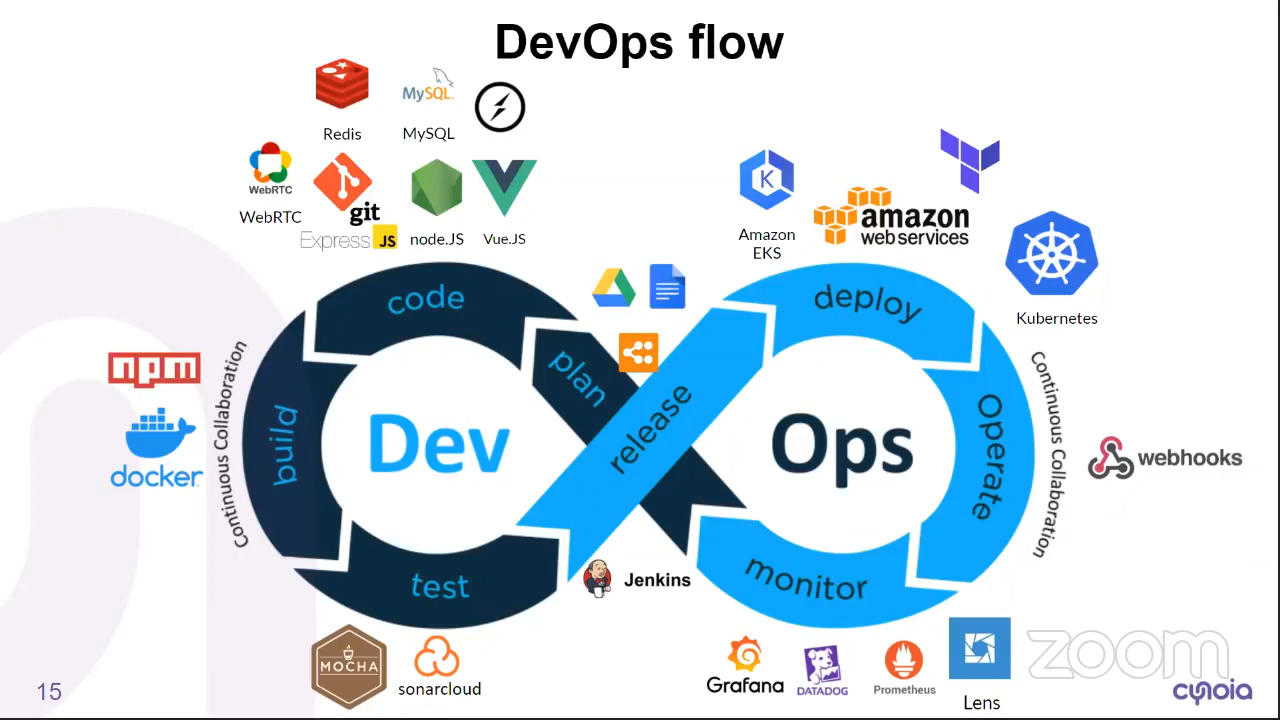 DevOps flow
Redis
MySQL
MySQL
WebRTC
WebRTC
git
Express
JS
node.JS
Vue.JS
K
Amazon
EKS
amazon
web services
Kubernetes
code
plan
release
deploy
Operate
monitor
test
build
Dev
Ops
Continuous Collaboration
Continuous Collaboration
npm
docker
webhooks
Jenkins
MOCHA
sonarcloud
Grafana
DATADOG
Prometheus
Lens
zoom
cynoia
15